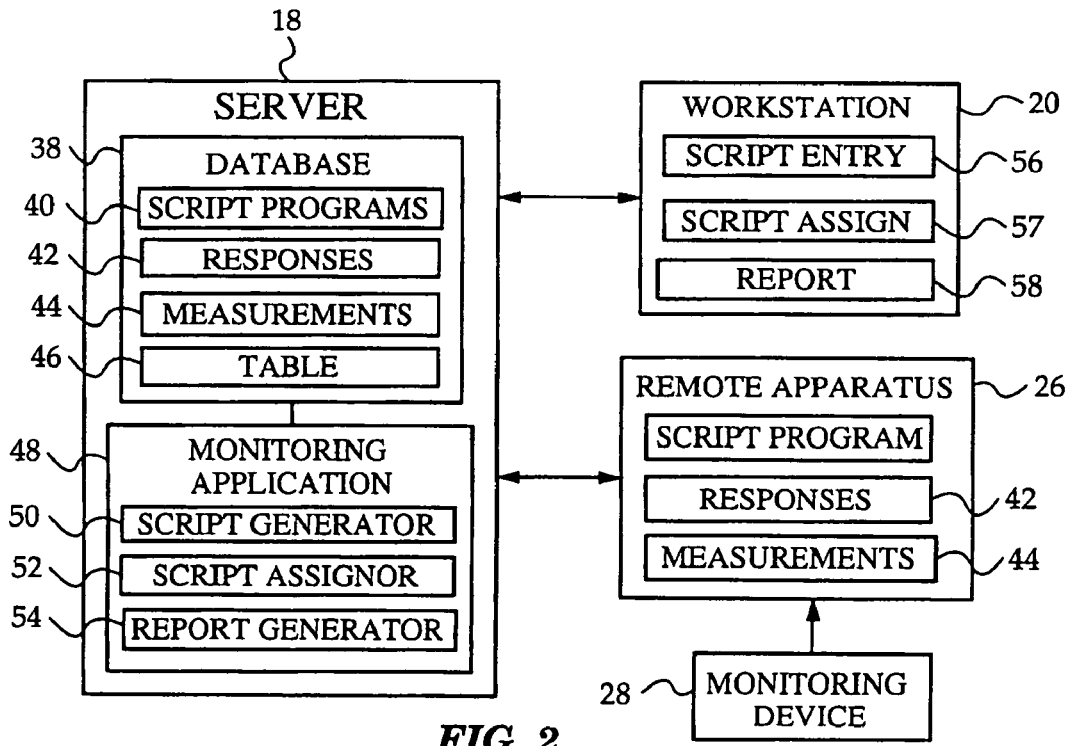 18
SERVER
38
DATABASE
40
SCRIPT PROGRAMS
42
RESPONSES
44
MEASUREMENTS
46
TABLE
48
MONITORING
APPLICATION
50
SCRIPT GENERATOR
52
SCRIPT ASSIGNOR
54
REPORT GENERATOR
WORKSTATION
20
SCRIPT ENTRY
56
SCRIPT ASSIGN
57
REPORT
58
REMOTE APPARATUS
26
SCRIPT PROGRAM
RESPONSES
42
MEASUREMENTS
44
28
MONITORING
DEVICE
FIG. 2